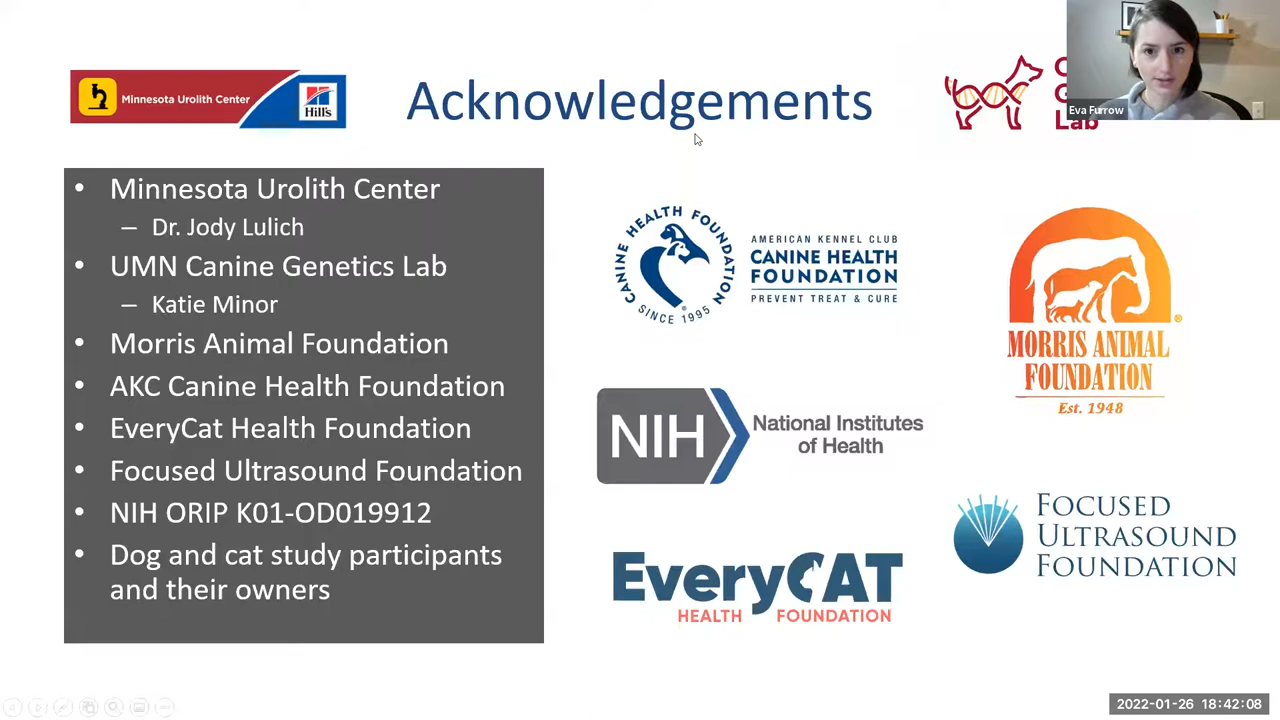 Minnesota Urolith Center
Hill's
Acknowledgements
Lab
Eva Furrow
• Minnesota Urolith Center
– Dr. Jody Lulich
• UMN Canine Genetics Lab
– Katie Minor
• Morris Animal Foundation
• AKC Canine Health Foundation
• EveryCat Health Foundation
• Focused Ultrasound Foundation
• NIH ORIP K01-OD019912
• Dog and cat study participants
and their owners
CANINE HEALTH FOUNDATION
SINCE 1995
AMERICAN KENNEL CLUB
CANINE HEALTH
FOUNDATION
PREVENT TREAT & CURE
MORRIS ANIMAL
FOUNDATION
Est. 1948
NIH
National Institutes
of Health
FOCUSED
ULTRASOUND
FOUNDATION
EveryCAT
HEALTH FOUNDATION
2022-01-26 18:42:08